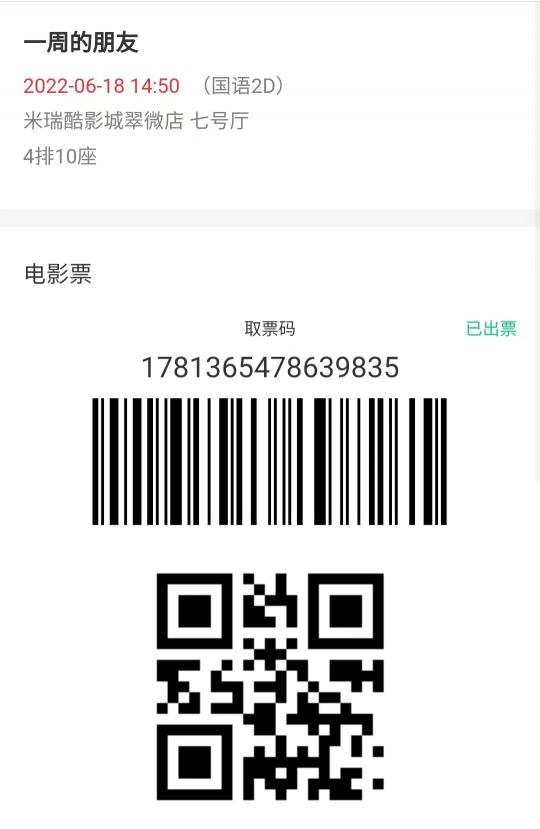 一周的朋友
2022-06-18 14:50 （国语2D）
米瑞酷影城翠微店 七号厅
4排10座
电影票
取票码
已出票
1781365478639835